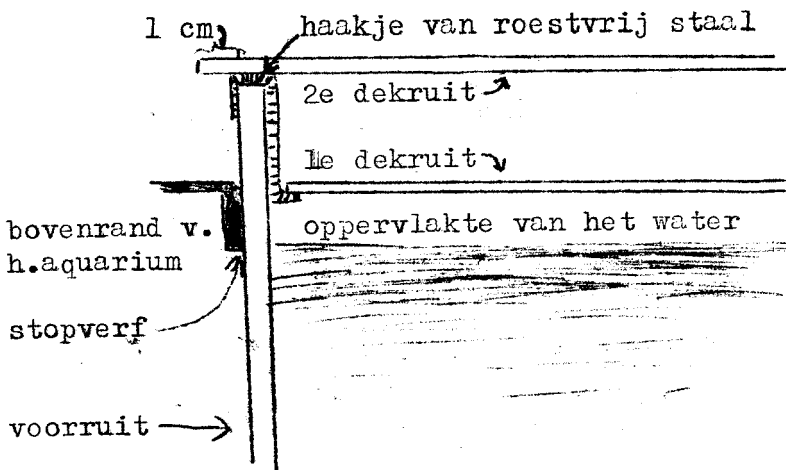 1 cm
haakje van roestvrij staal
2e dekruit
1e dekruit
bovenrand v.
h.aquarium
oppervlakte van het water
stopverf
voorruit